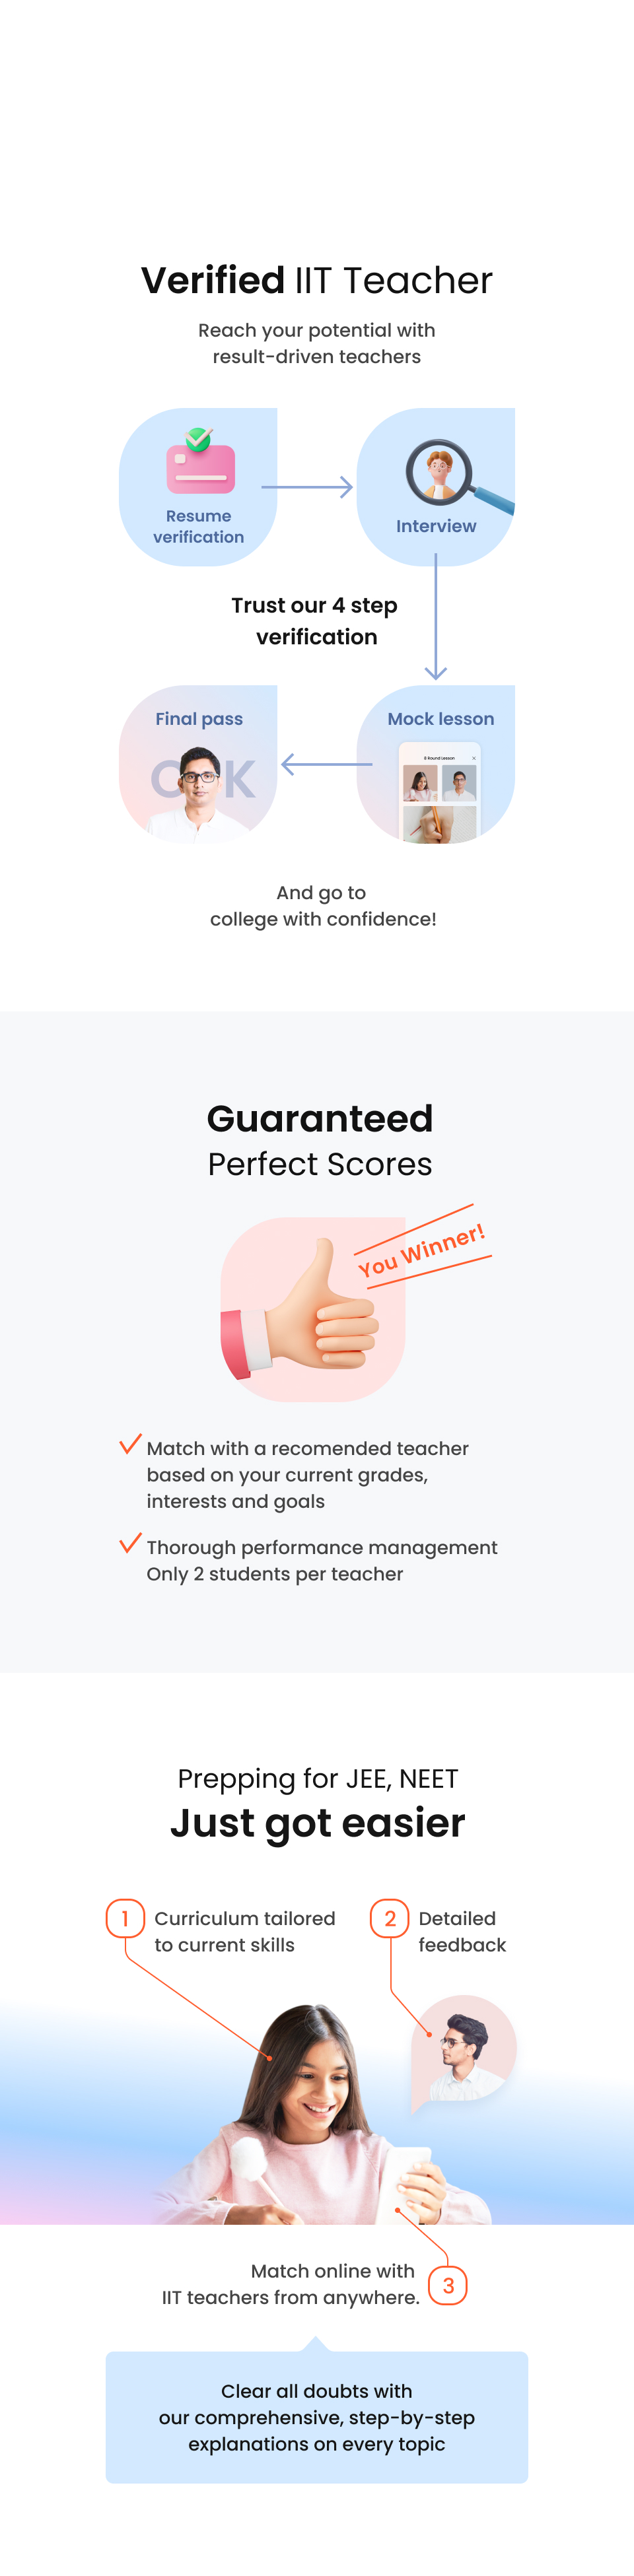 Verified IIT Teacher
Reach your potential with
result-driven teachers
Resume
verification
Interview
Trust our 4 step
verification
Final pass
Mock lesson
II Round Lesson
And go to
college with confidence!
Guaranteed
Perfect Scores
You Winner!
Match with a recomended teacher
based on your current grades,
interests and goals
Thorough performance management
Only 2 students per teacher
Prepping for JEE, NEET
Just got easier
1 Curriculum tailored
to current skills
2 Detailed
feedback
Match online with
IIT teachers from anywhere.
3
Clear all doubts with
our comprehensive, step-by-step
explanations on every topic